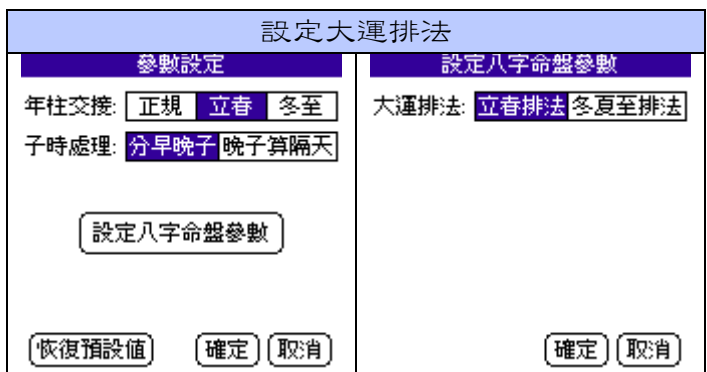 設定大運排法
參數設定
年柱交接: 正規 立春 冬至
子時處理: 分早晚子 晚子算隔天
設定八字命盤參數
恢復預設值 確定 取消
設定八字命盤參數
大運排法: 立春排法 冬夏至排法
確定 取消